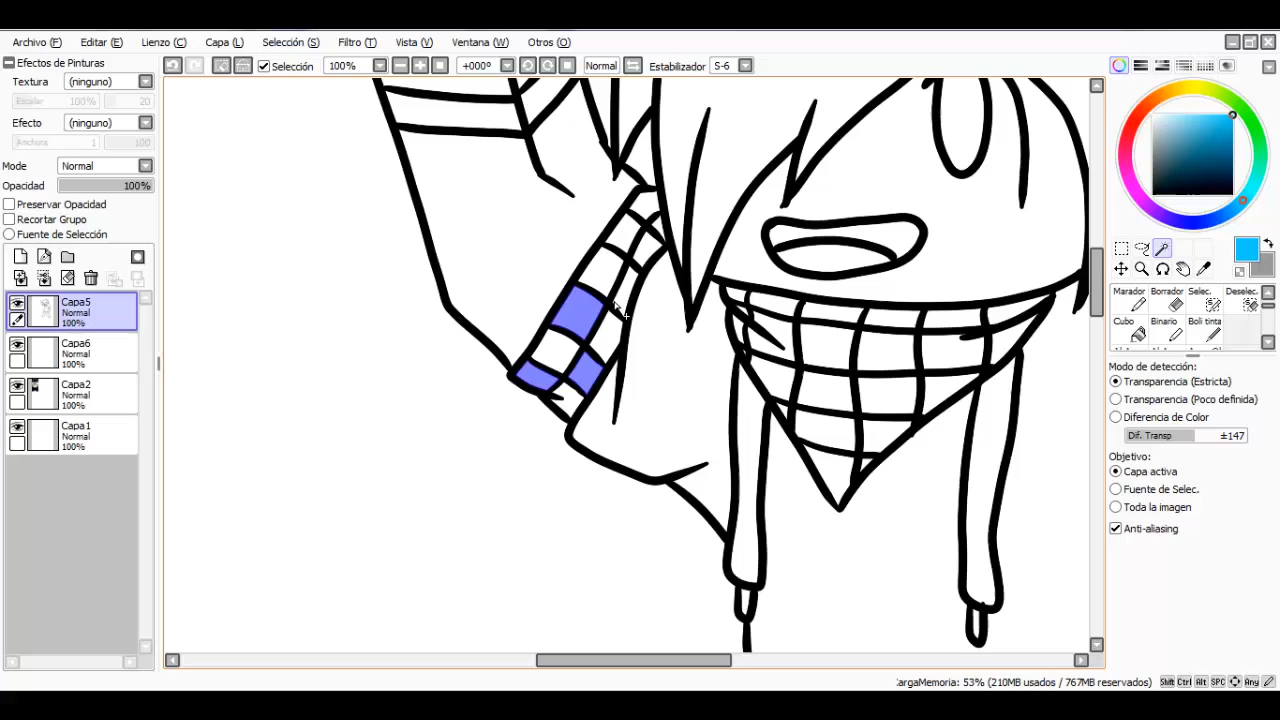 Archivo (F) Editar (E) Lienzo (C) Capa (L) Selección (S) Filtro (T) Vista (V) Ventana (W) Otros (O)
Efectos de Pinturas
Selección 100% +000º Normal Estabilizador S-6
Textura (ninguno)
Escalar 100% 20
Efecto (ninguno)
Anchura 1 100
Mode Normal
Opacidad 100%
Preservar Opacidad
Recortar Grupo
Fuente de Selección
Capa5
Normal
100%
Capa6
Normal
100%
Capa2
Normal
100%
Capa1
Normal
100%
Marador Borrador Selec. Deselec.
Cubo Binario Boli tinta
Modo de detección:
Transparencia (Estricta)
Transparencia (Poco definida)
Diferencia de Color
Dif. Transp ±147
Objetivo:
Capa activa
Fuente de Selec.
Toda la imagen
Anti-aliasing
argaMemoria: 53% (210MB usados / 767MB reservados) Shift Ctrl Alt SPC Any